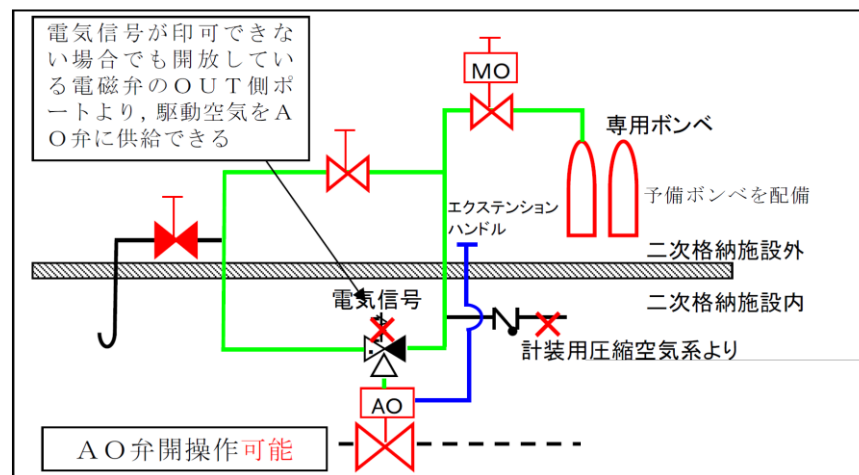 電気信号が印可できな
い場合でも開放している
電磁弁のOUT側ポ
ートより，駆動空気をA
O弁に供給できる
MO
専用ボンベ
予備ボンベを配備
エクステンション
ハンドル
二次格納施設外
電気信号
二次格納施設内
計装用圧縮空気系より
AO
AO弁開操作可能